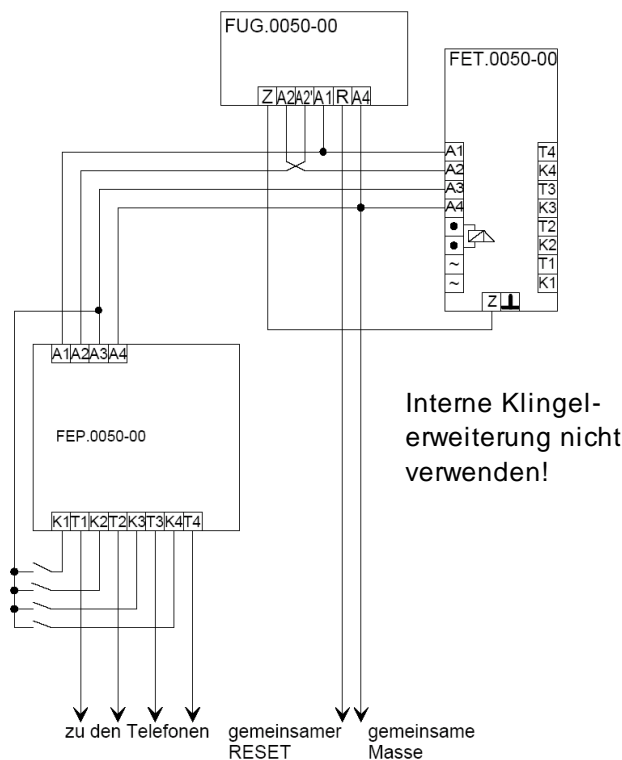 FUG.0050-00
FET.0050-00
Z A2 A2' A1 R A4
A1
A2
A3
A4
~
~
T4
K4
T3
K3
T2
K2
T1
K1
Z
A1 A2 A3 A4
FEP.0050-00
Interne Klingel-
erweiterung nicht
verwenden!
K1 T1 K2 T2 K3 T3 K4 T4
zu den Telefonen
gemeinsamer
RESET
gemeinsame
Masse